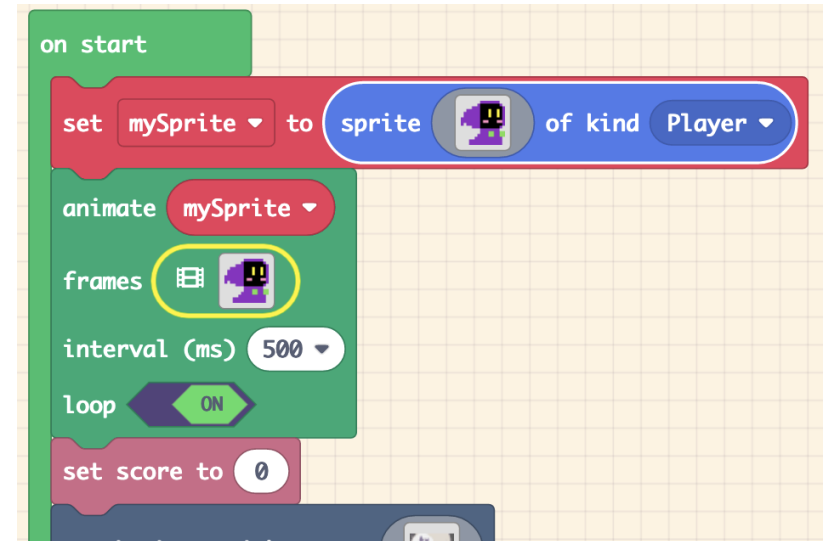 on start
set mySprite to sprite of kind Player
animate mySprite
frames
interval (ms) 500
loop ON
set score to 0